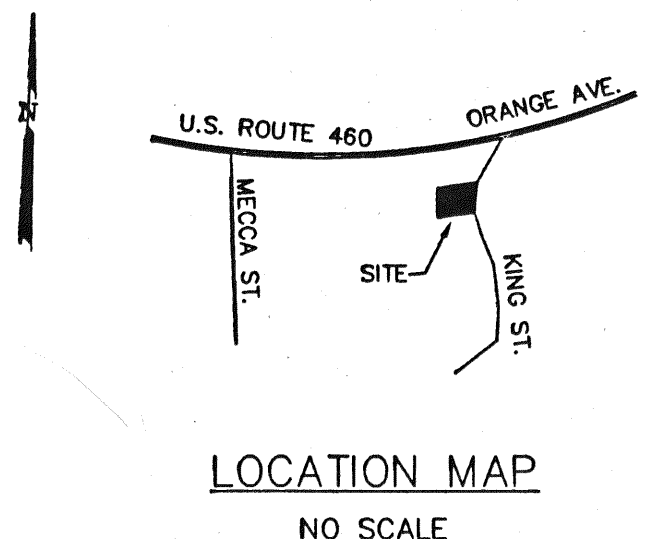 N
U.S. ROUTE 460
ORANGE AVE.
MECCA ST.
SITE
KING ST.
LOCATION MAP
NO SCALE